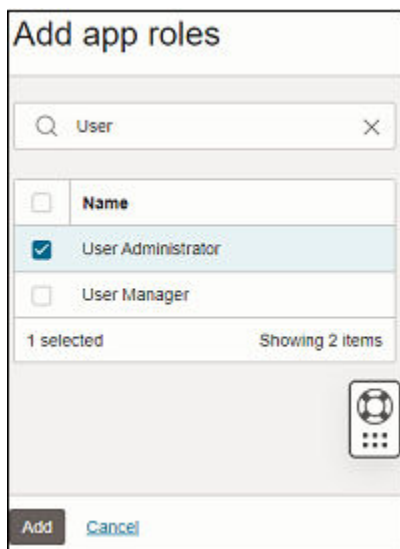 Add app roles
User
Name
User Administrator
User Manager
1 selected Showing 2 items
Add Cancel